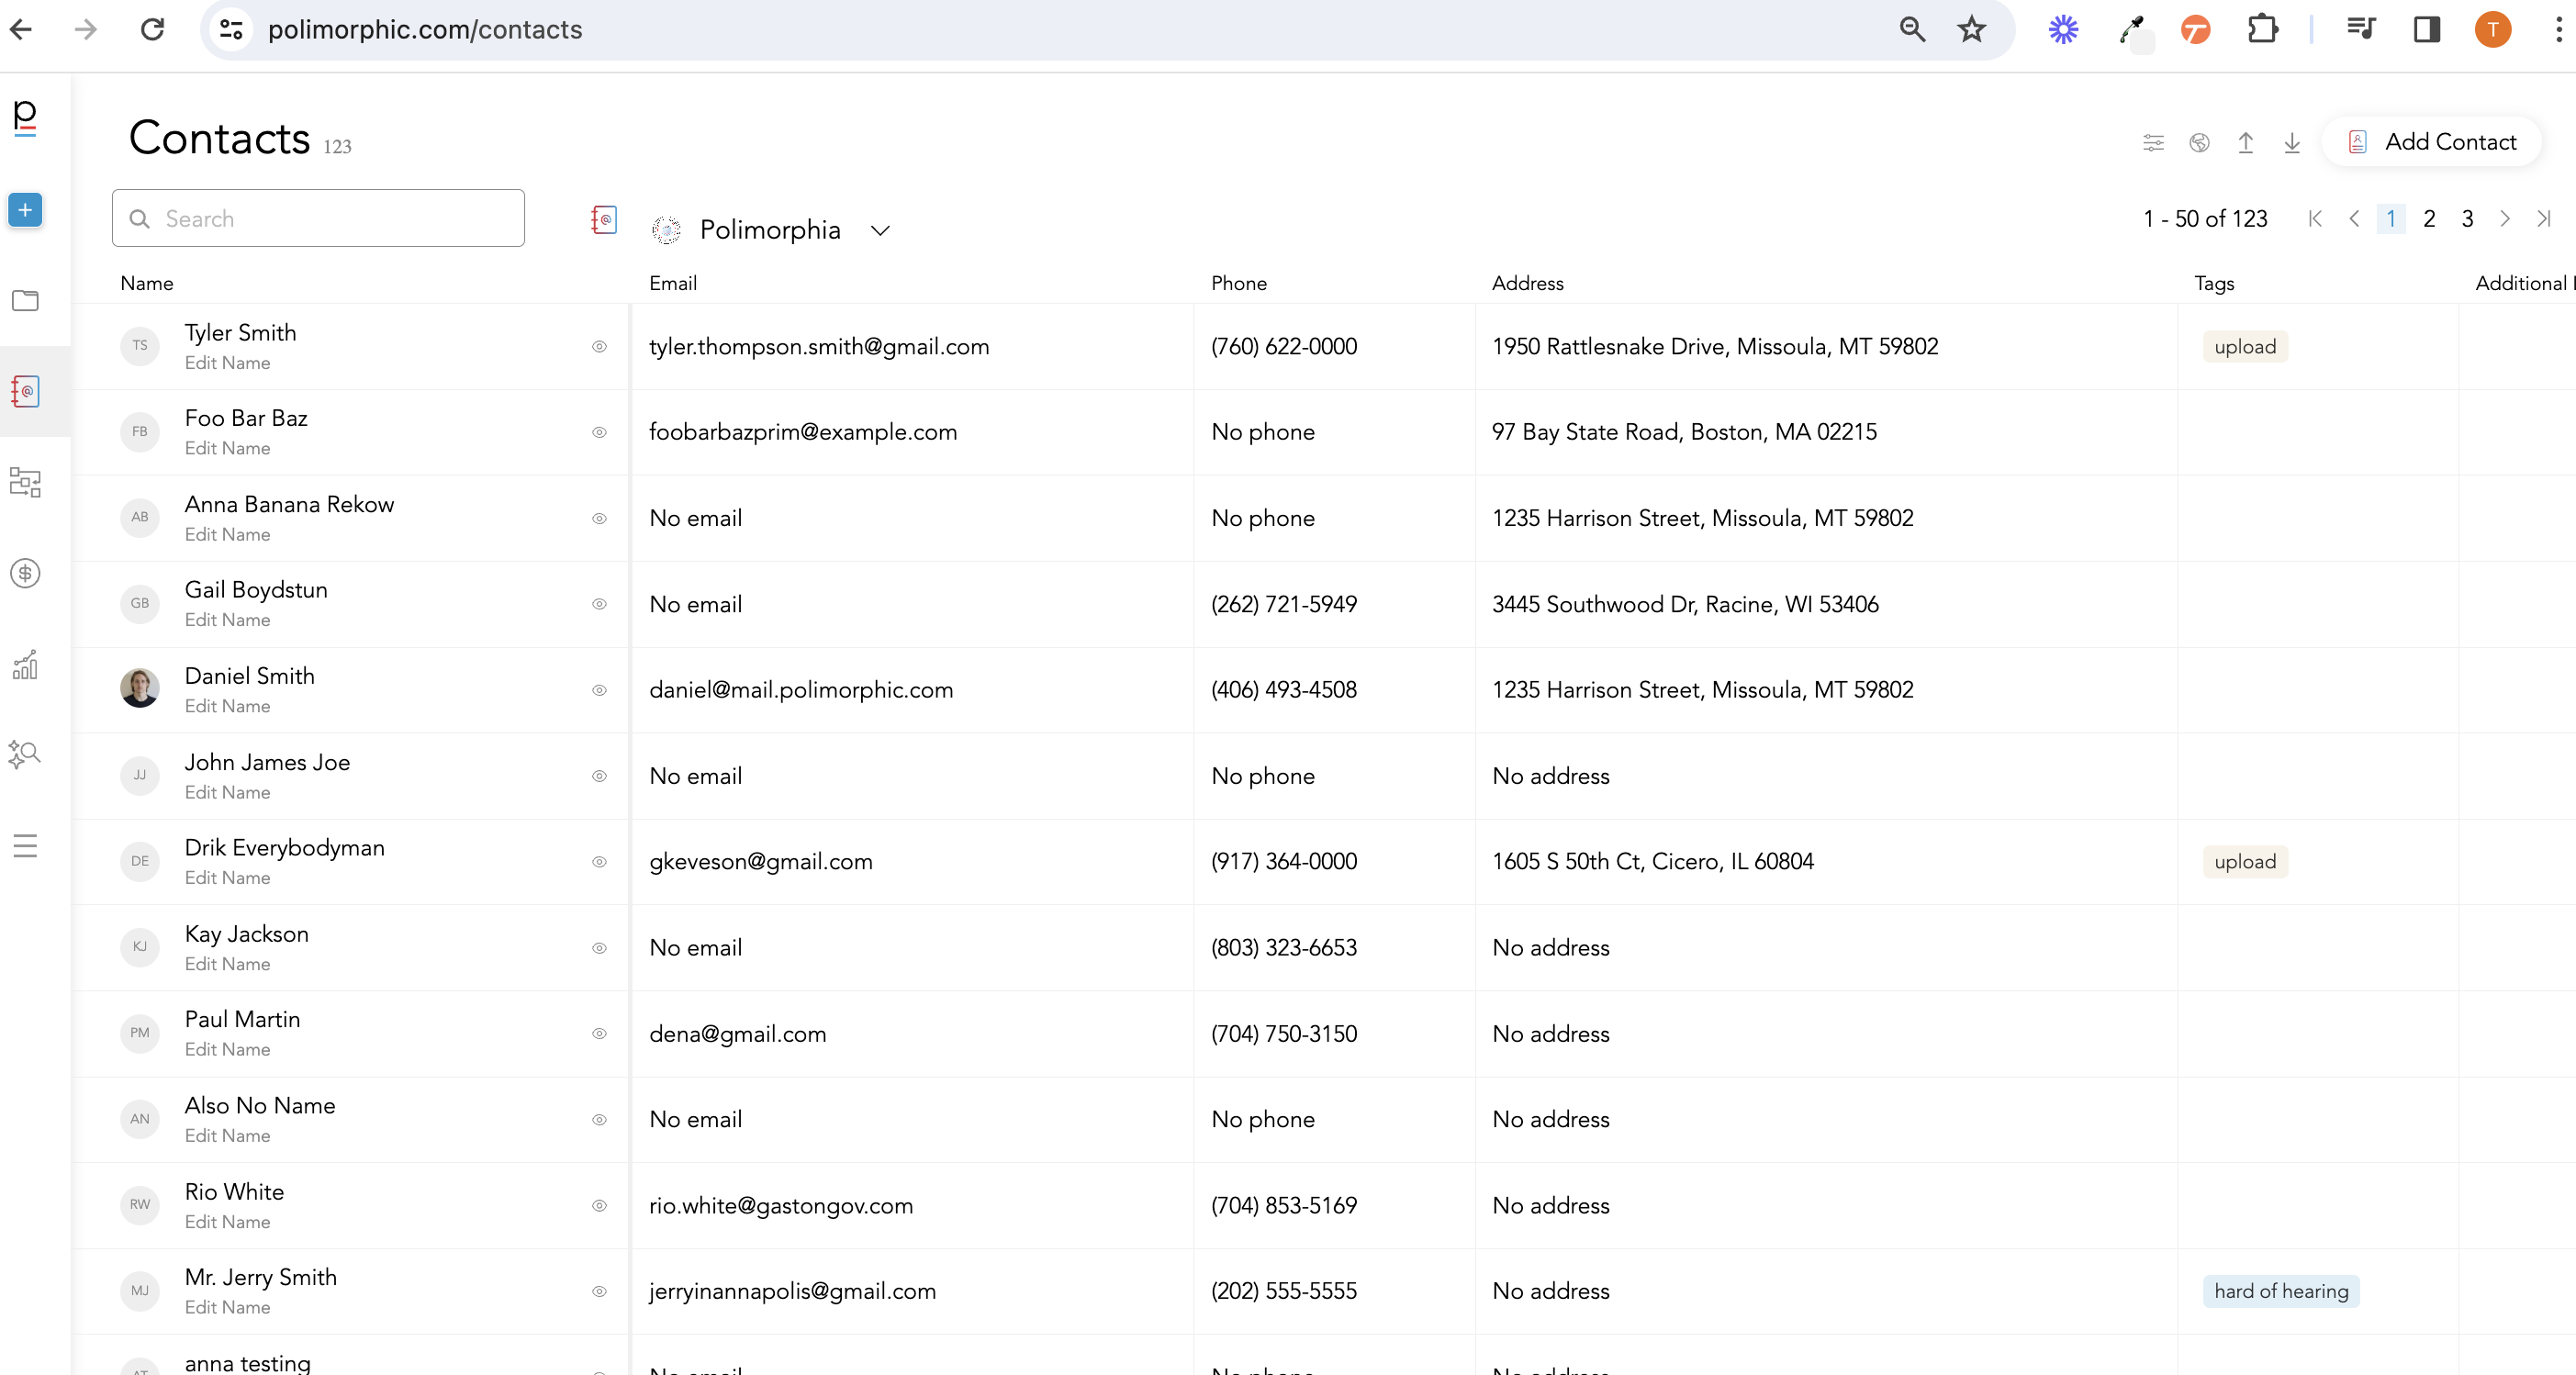 polimorphic.com/contacts
T
p
Contacts 123
Add Contact
Search
Polimorphia
1 - 50 of 123 1 2 3
Name Email Phone Address Tags Additional
TS Tyler Smith Edit Name tyler.thompson.smith@gmail.com (760) 622-0000 1950 Rattlesnake Drive, Missoula, MT 59802 upload
FB Foo Bar Baz Edit Name foobarbazprim@example.com No phone 97 Bay State Road, Boston, MA 02215
AB Anna Banana Rekow Edit Name No email No phone 1235 Harrison Street, Missoula, MT 59802
GB Gail Boydstun Edit Name No email (262) 721-5949 3445 Southwood Dr, Racine, WI 53406
Daniel Smith Edit Name daniel@mail.polimorphic.com (406) 493-4508 1235 Harrison Street, Missoula, MT 59802
JJ John James Joe Edit Name No email No phone No address
DE Drik Everybodyman Edit Name gkeveson@gmail.com (917) 364-0000 1605 S 50th Ct, Cicero, IL 60804 upload
KJ Kay Jackson Edit Name No email (803) 323-6653 No address
PM Paul Martin Edit Name dena@gmail.com (704) 750-3150 No address
AN Also No Name Edit Name No email No phone No address
RW Rio White Edit Name rio.white@gastongov.com (704) 853-5169 No address
MJ Mr. Jerry Smith Edit Name jerryinannapolis@gmail.com (202) 555-5555 No address hard of hearing
anna testing